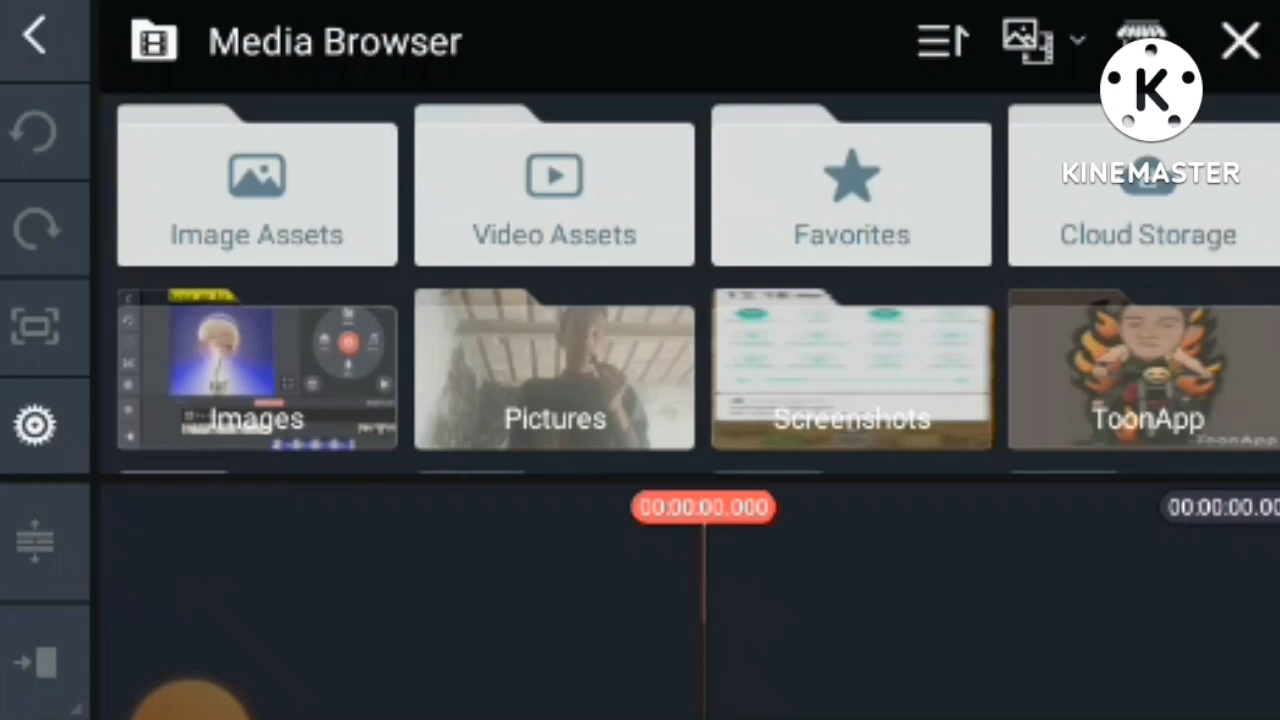 Media Browser
K
KINEMASTER
Image Assets
Video Assets
Favorites
Cloud Storage
Images
Pictures
Screenshots
ToonApp
ToonApp
00:00:00.000
00:00:00.00